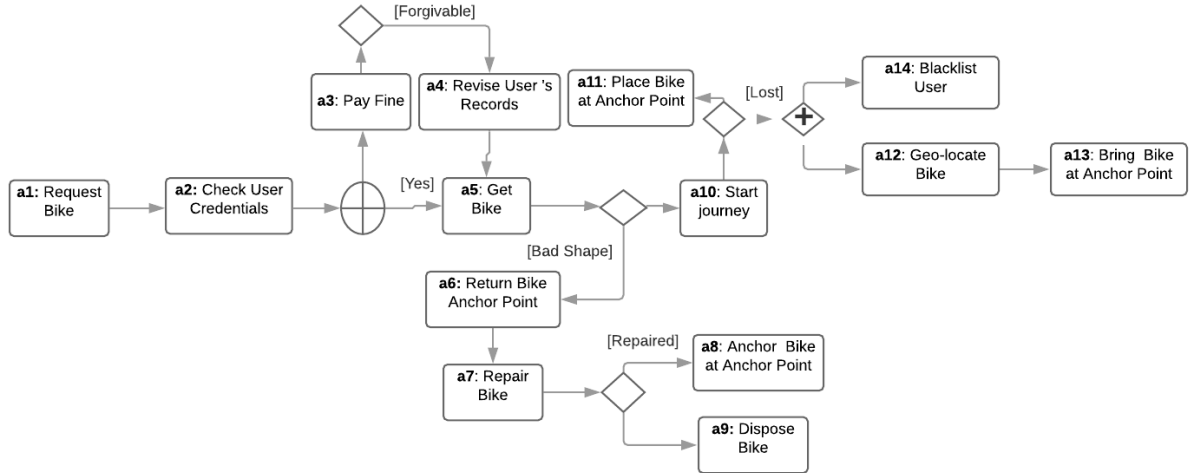 [Forgivable]
a3: Pay Fine
a4: Revise User 's
Records
a11: Place Bike
at Anchor Point
[Lost]
a14: Blacklist
User
a12: Geo-locate
Bike
a13: Bring Bike
at Anchor Point
a1: Request
Bike
a2: Check User
Credentials
[Yes]
a5: Get
Bike
a10: Start
journey
[Bad Shape]
a6: Return Bike
Anchor Point
a7: Repair
Bike
[Repaired]
a8: Anchor Bike
at Anchor Point
a9: Dispose
Bike